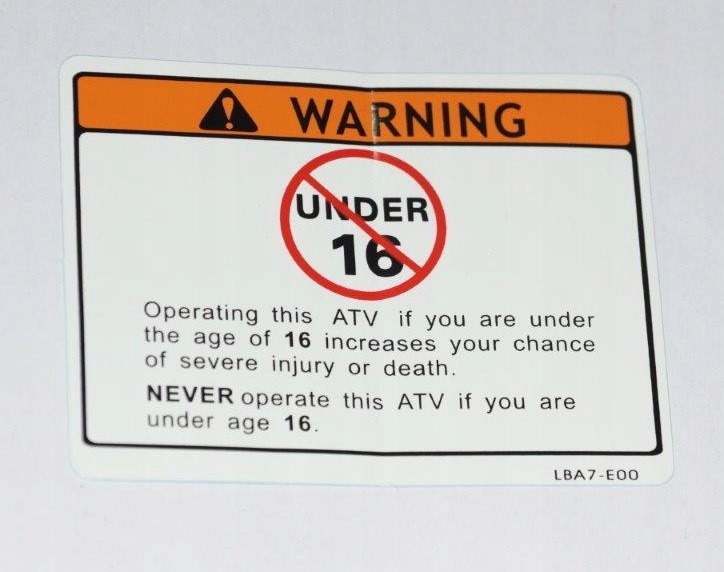 WARNING
UNDER
16
Operating this ATV if you are under
the age of 16 increases your chance
of severe injury or death.
NEVER operate this ATV if you are
under age 16.
LBA7-E00